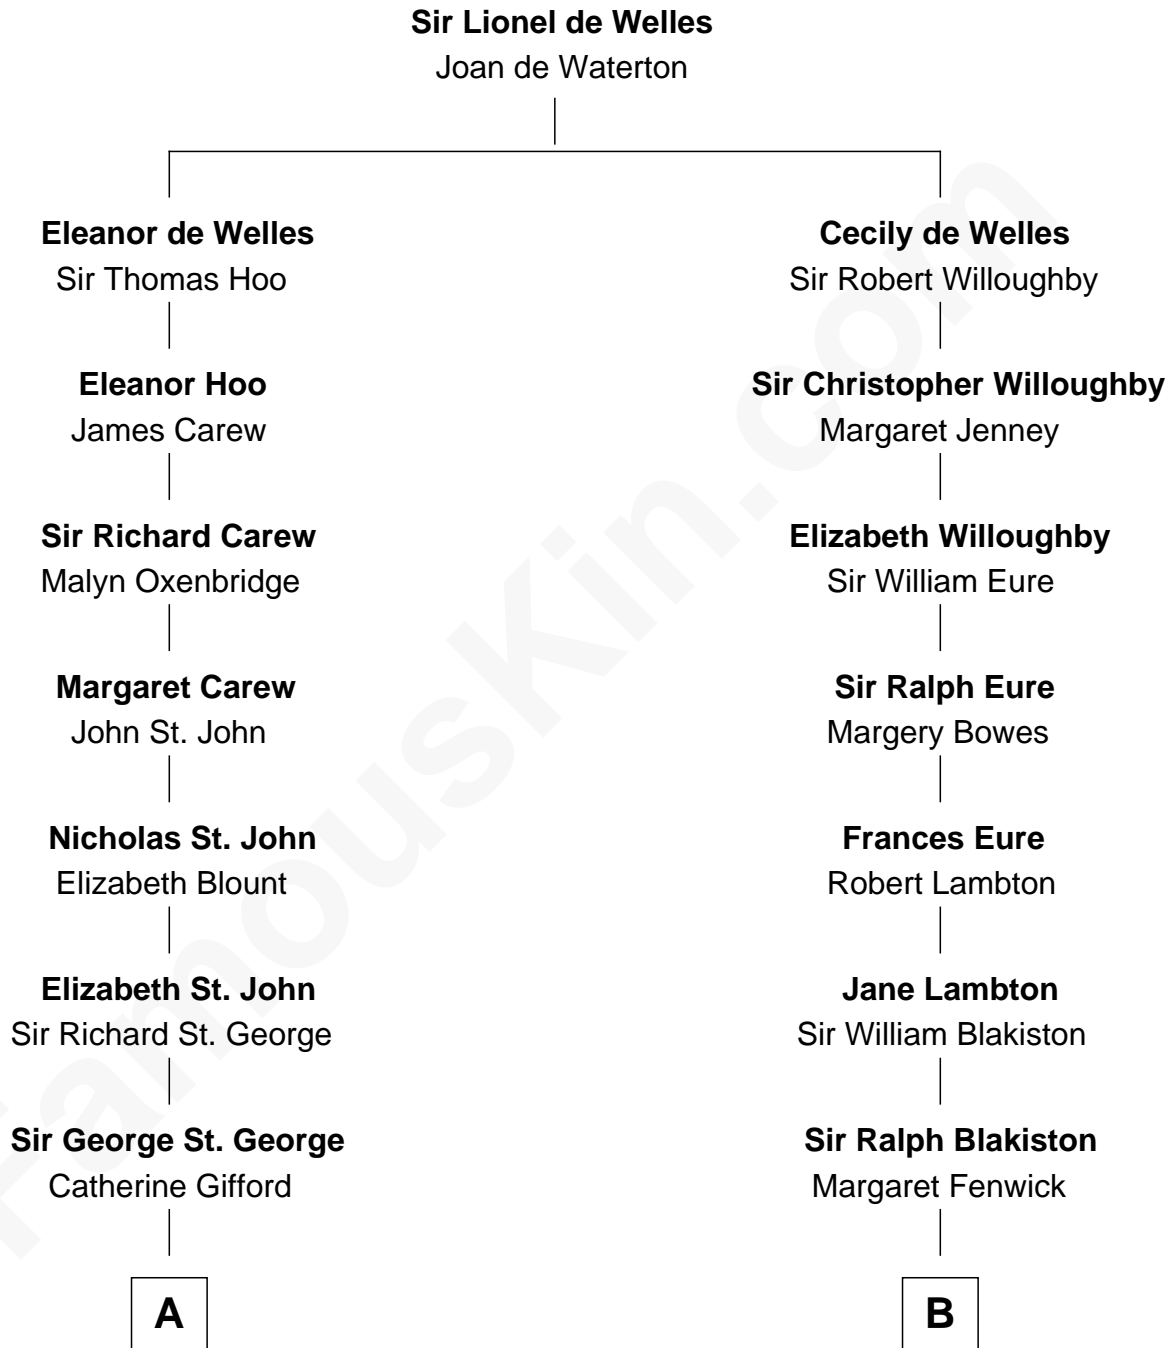 Sir Lionel de Welles
Joan de Waterton
Eleanor de Welles
Sir Thomas Hoo
Cecily de Welles
Sir Robert Willoughby
Eleanor Hoo
James Carew
Sir Christopher Willoughby
Margaret Jenney
Sir Richard Carew
Malyn Oxenbridge
Elizabeth Willoughby
Sir William Eure
Margaret Carew
John St. John
Sir Ralph Eure
Margery Bowes
Nicholas St. John
Elizabeth Blount
Frances Eure
Robert Lambton
Elizabeth St. John
Sir Richard St. George
Jane Lambton
Sir William Blakiston
Sir George St. George
Catherine Gifford
Sir Ralph Blakiston
Margaret Fenwick
A
B
FamousKin.com